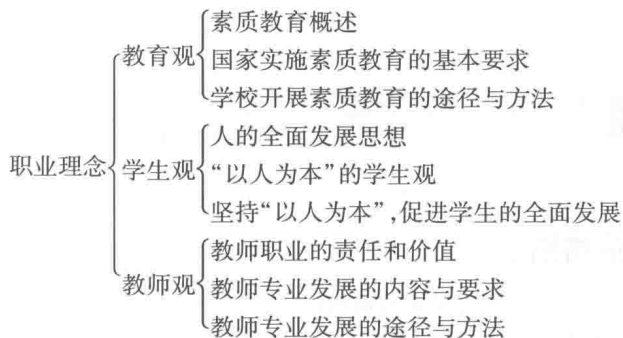 职业理念
教育观
素质教育概述
国家实施素质教育的基本要求
学校开展素质教育的途径与方法
学生观
人的全面发展思想
“以人为本”的学生观
坚持“以人为本”,促进学生的全面发展
教师观
教师职业的责任和价值
教师专业发展的内容与要求
教师专业发展的途径与方法